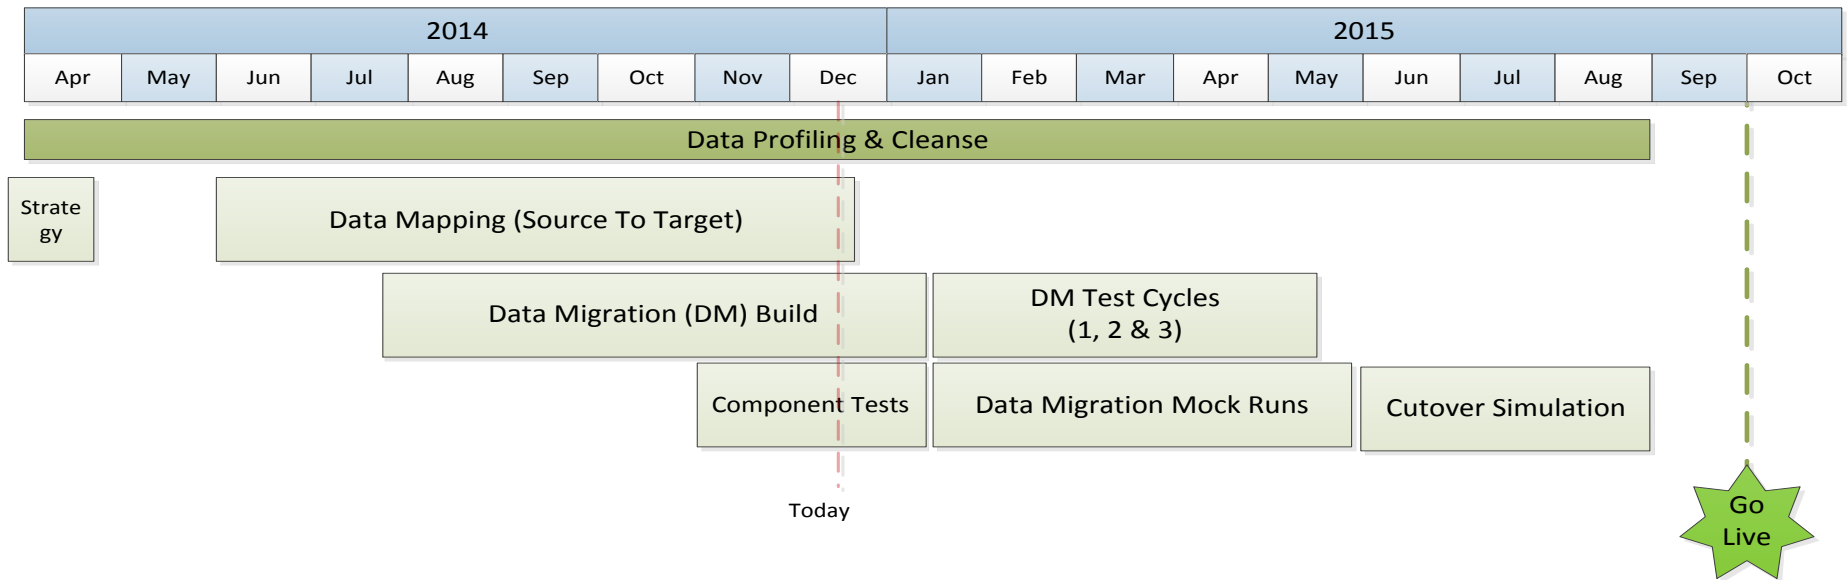 2014 2015
Apr May Jun Jul Aug Sep Oct Nov Dec Jan Feb Mar Apr May Jun Jul Aug Sep Oct
Data Profiling & Cleanse
Strate
gy
Data Mapping (Source To Target)
Data Migration (DM) Build
DM Test Cycles
(1, 2 & 3)
Component Tests
Data Migration Mock Runs
Cutover Simulation
Today
Go
Live